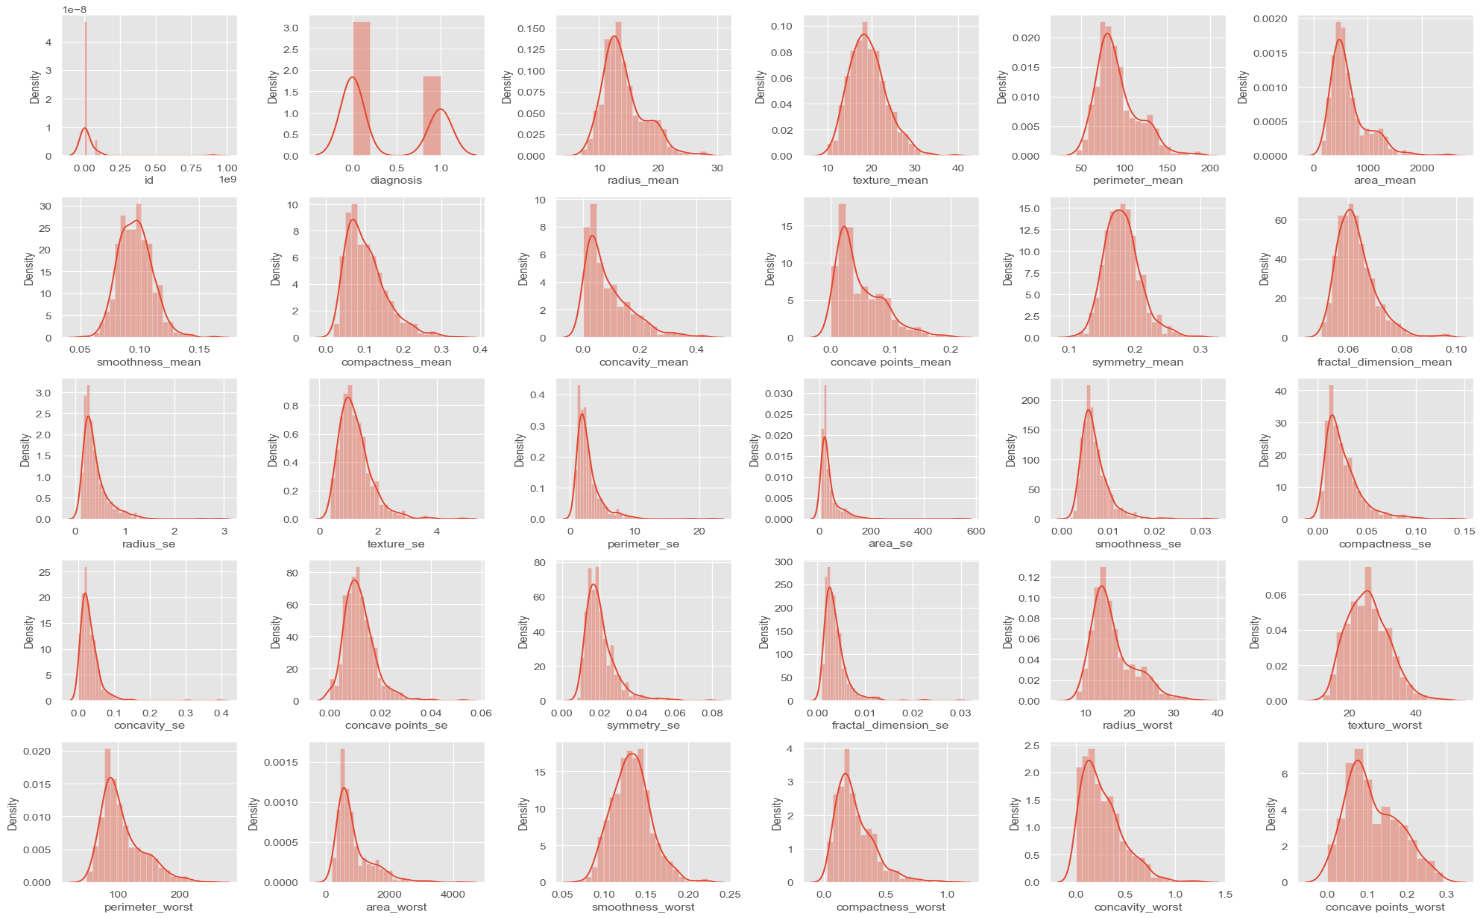 1e−8
Density 4 3 2 1 0 0.00 0.25 0.50 0.75 1.00 1e9 id
Density 3.0 2.5 2.0 1.5 1.0 0.5 0.0 0.0 0.5 1.0 diagnosis
Density 0.150 0.125 0.100 0.075 0.050 0.025 0.000 10 20 30 radius_mean
Density 0.10 0.08 0.06 0.04 0.02 0.00 10 20 30 40 texture_mean
Density 0.020 0.015 0.010 0.005 0.000 50 100 150 200 perimeter_mean
Density 0.0020 0.0015 0.0010 0.0005 0.0000 0 1000 2000 area_mean
Density 30 25 20 15 10 5 0 0.05 0.10 0.15 smoothness_mean
Density 10 8 6 4 2 0 0.0 0.1 0.2 0.3 0.4 compactness_mean
Density 10 8 6 4 2 0 0.0 0.2 0.4 concavity_mean
Density 15 10 5 0 0.0 0.1 0.2 concave points_mean
Density 15.0 12.5 10.0 7.5 5.0 2.5 0.0 0.1 0.2 0.3 symmetry_mean
Density 60 40 20 0 0.06 0.08 0.10 fractal_dimension_mean
Density 3.0 2.5 2.0 1.5 1.0 0.5 0.0 0 1 2 3 radius_se
Density 0.8 0.6 0.4 0.2 0.0 0 2 4 texture_se
Density 0.4 0.3 0.2 0.1 0.0 0 10 20 perimeter_se
Density 0.030 0.025 0.020 0.015 0.010 0.005 0.000 0 200 400 600 area_se
Density 200 150 100 50 0 0.00 0.01 0.02 0.03 smoothness_se
Density 40 30 20 10 0 0.00 0.05 0.10 0.15 compactness_se
Density 25 20 15 10 5 0 0.0 0.1 0.2 0.3 0.4 concavity_se
Density 80 60 40 20 0 0.00 0.02 0.04 0.06 concave points_se
Density 80 60 40 20 0 0.00 0.02 0.04 0.06 0.08 symmetry_se
Density 300 250 200 150 100 50 0 0.00 0.01 0.02 0.03 fractal_dimension_se
Density 0.12 0.10 0.08 0.06 0.04 0.02 0.00 10 20 30 40 radius_worst
Density 0.06 0.04 0.02 0.00 20 40 texture_worst
Density 0.020 0.015 0.010 0.005 0.000 100 200 perimeter_worst
Density 0.0015 0.0010 0.0005 0.0000 0 2000 4000 area_worst
Density 15 10 5 0 0.05 0.10 0.15 0.20 0.25 smoothness_worst
Density 4 3 2 1 0 0.0 0.5 1.0 compactness_worst
Density 2.5 2.0 1.5 1.0 0.5 0.0 0.0 0.5 1.0 1.5 concavity_worst
Density 6 4 2 0 0.0 0.1 0.2 0.3 concave points_worst